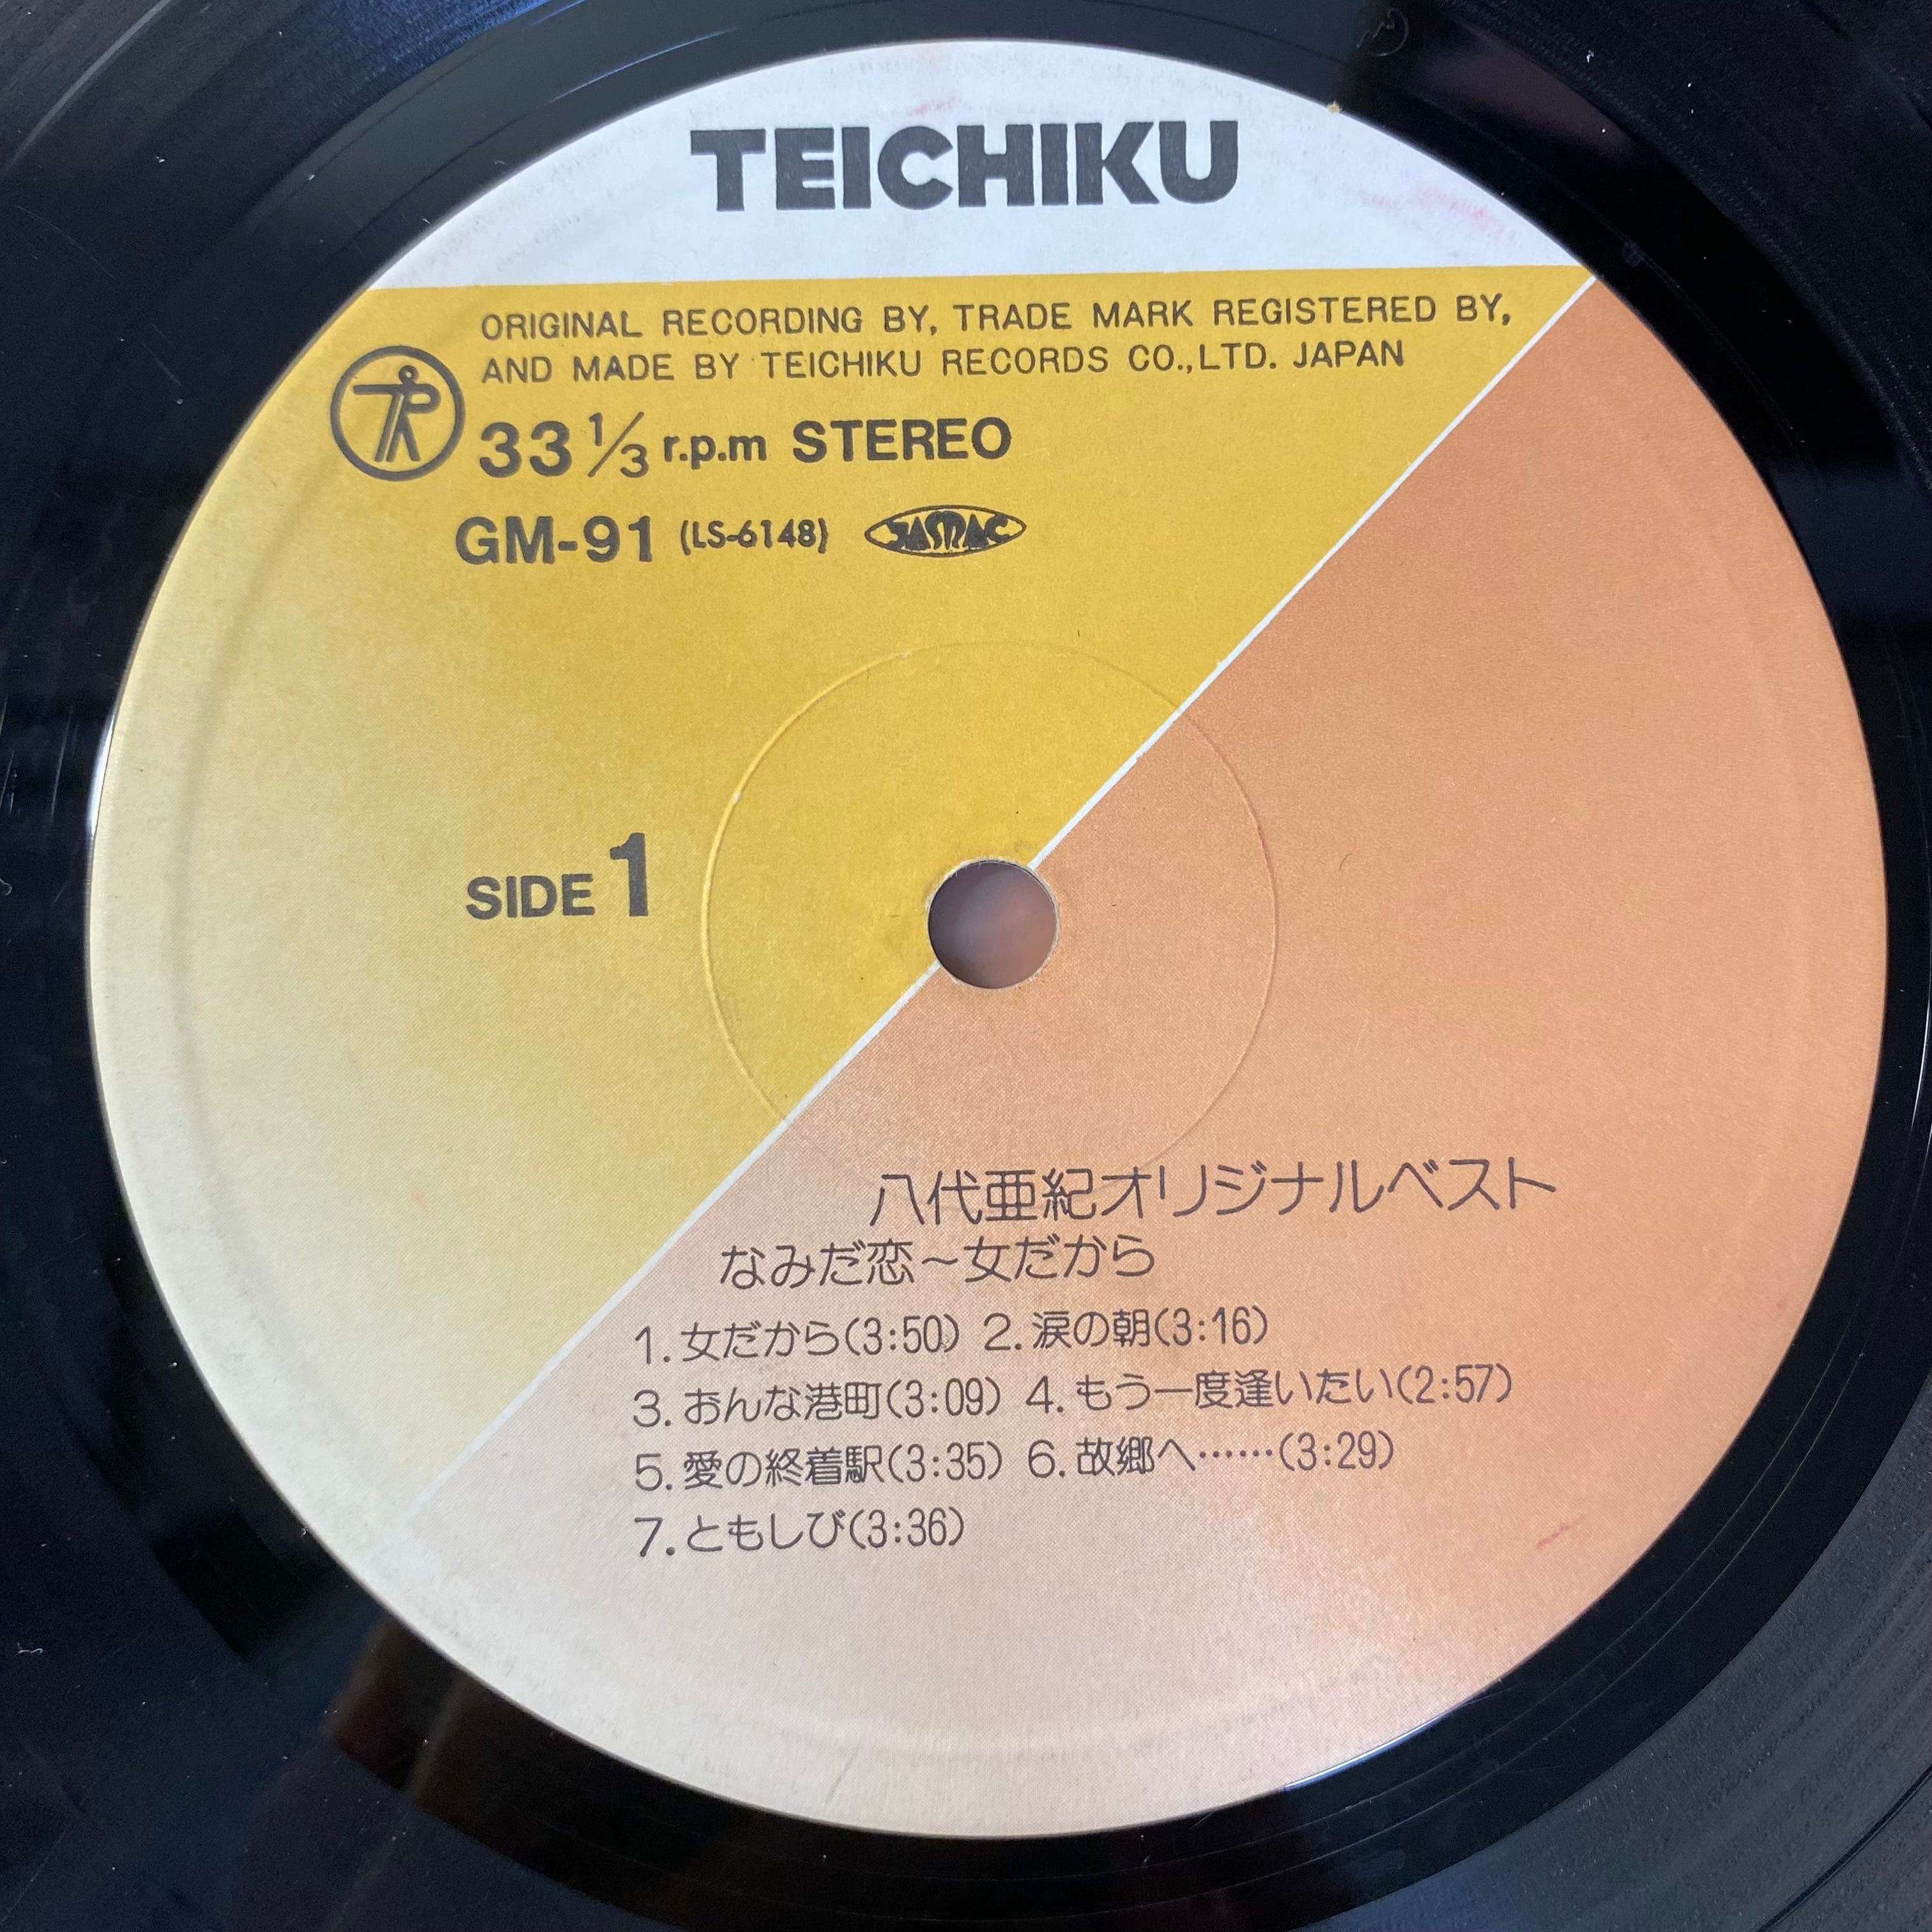 TEICHIKU
ORIGINAL RECORDING BY, TRADE MARK REGISTERED BY,
AND MADE BY TEICHIKU RECORDS CO.,LTD. JAPAN
33 1/3 r.p.m STEREO
GM-91 (LS-6148) JASRAC
SIDE 1
八代亜紀オリジナルベスト
なみだ恋~女だから
1. 女だから(3:50) 2. 涙の朝(3:16)
3. おんな港町(3:09) 4. もう一度逢いたい(2:57)
5. 愛の終着駅(3:35) 6. 故郷へ……(3:29)
7. ともしび(3:36)